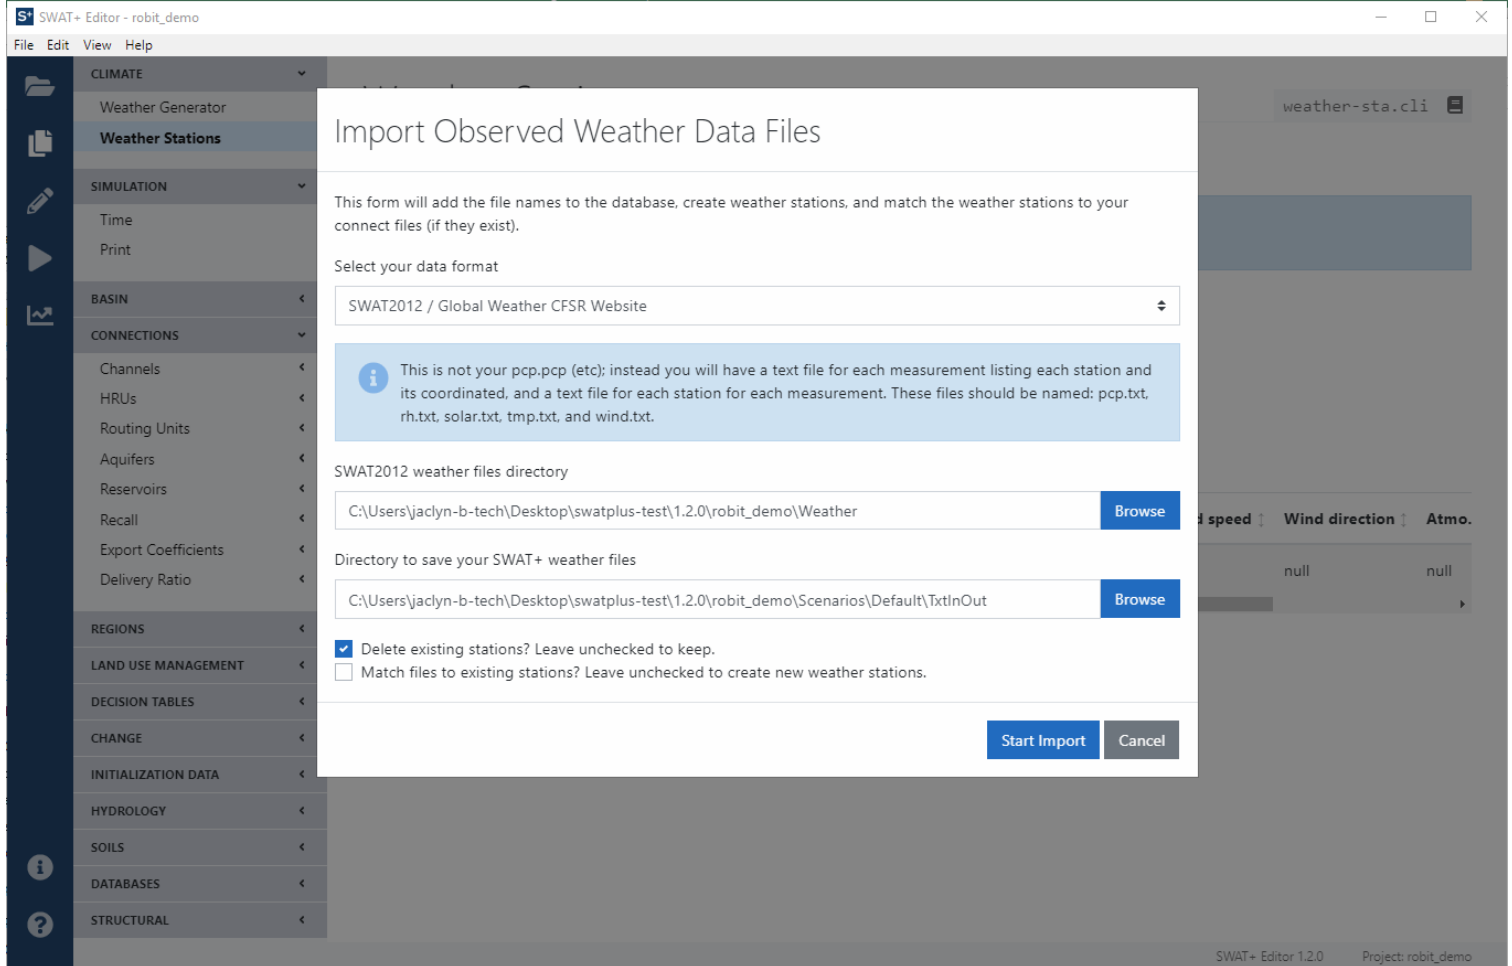 SWAT+ Editor - robit_demo
File Edit View Help
CLIMATE
Weather Generator
Weather Stations
SIMULATION
Time
Print
BASIN
CONNECTIONS
Channels
HRUs
Routing Units
Aquifers
Reservoirs
Recall
Export Coefficients
Delivery Ratio
REGIONS
LAND USE MANAGEMENT
DECISION TABLES
CHANGE
INITIALIZATION DATA
HYDROLOGY
SOILS
DATABASES
STRUCTURAL
weather-sta.cli
Import Observed Weather Data Files
This form will add the file names to the database, create weather stations, and match the weather stations to your
connect files (if they exist).
Select your data format
SWAT2012 / Global Weather CFSR Website
This is not your pcp.pcp (etc); instead you will have a text file for each measurement listing each station and
its coordinated, and a text file for each station for each measurement. These files should be named: pcp.txt,
rh.txt, solar.txt, tmp.txt, and wind.txt.
SWAT2012 weather files directory
C:\Users\jaclyn-b-tech\Desktop\swatplus-test\1.2.0\robit_demo\Weather
Browse
Directory to save your SWAT+ weather files
C:\Users\jaclyn-b-tech\Desktop\swatplus-test\1.2.0\robit_demo\Scenarios\Default\TxtInOut
Browse
Delete existing stations? Leave unchecked to keep.
Match files to existing stations? Leave unchecked to create new weather stations.
Start Import Cancel
speed Wind direction Atmo.
null null
SWAT+ Editor 1.2.0 Project: robit_demo